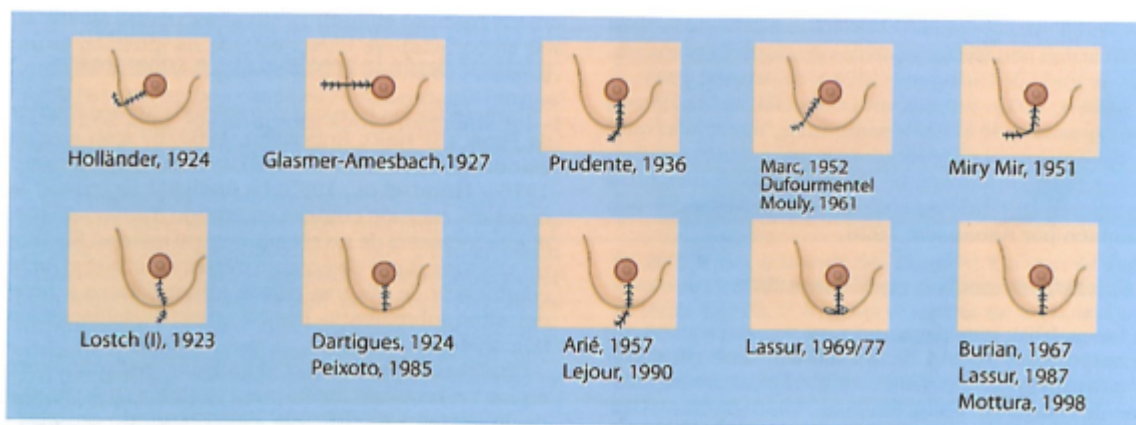 Holländer, 1924
Glasmer-Amesbach,1927
Prudente, 1936
Marc, 1952
Dufourmentel
Mouly, 1961
Miry Mir, 1951
Lostch (I), 1923
Dartigues, 1924
Peixoto, 1985
Arié, 1957
Lejour, 1990
Lassur, 1969/77
Burian, 1967
Lassur, 1987
Mottura, 1998